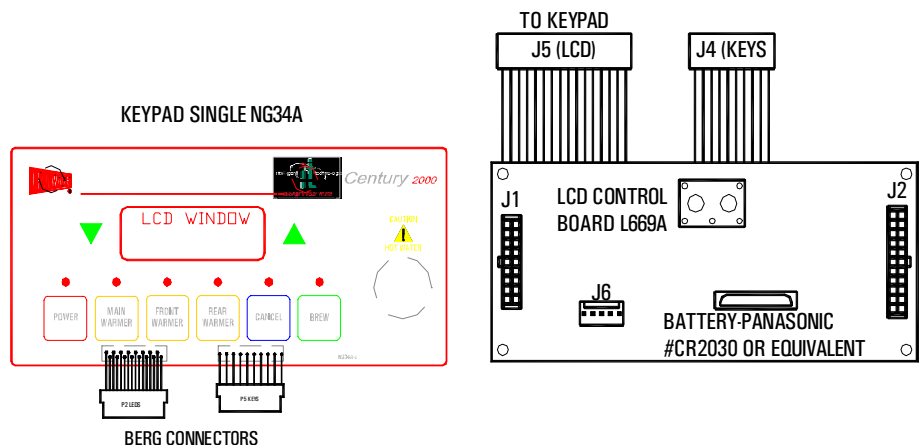 TO KEYPAD
J5 (LCD)
J4 (KEYS
KEYPAD SINGLE NG34A
Century 2000
LCD WINDOW
CAUTION
HOT WATER
POWER
MAIN WARMER
FRONT WARMER
REAR WARMER
CANCEL
BREW
P2 LEDS
P5 KEYS
BERG CONNECTORS
J1
LCD CONTROL
BOARD L669A
J2
J6
BATTERY-PANASONIC
#CR2030 OR EQUIVALENT